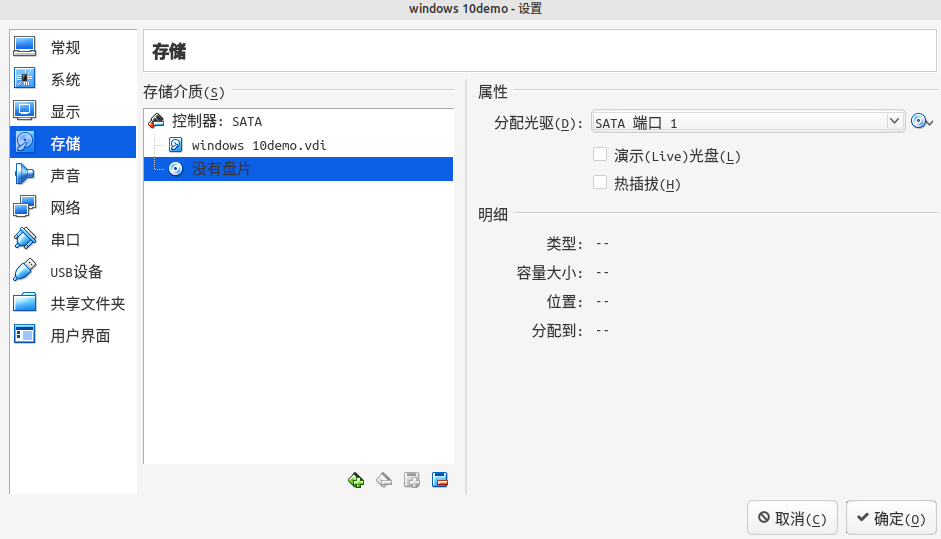 windows 10demo - 设置
常规
系统
显示
存储
声音
网络
串口
USB设备
共享文件夹
用户界面
存储
存储介质(S)
控制器: SATA
windows 10demo.vdi
没有盘片
属性
分配光驱(D): SATA 端口 1
演示(Live)光盘(L)
热插拔(H)
明细
类型: --
容量大小: --
位置: --
分配到: --
取消(C)
确定(O)